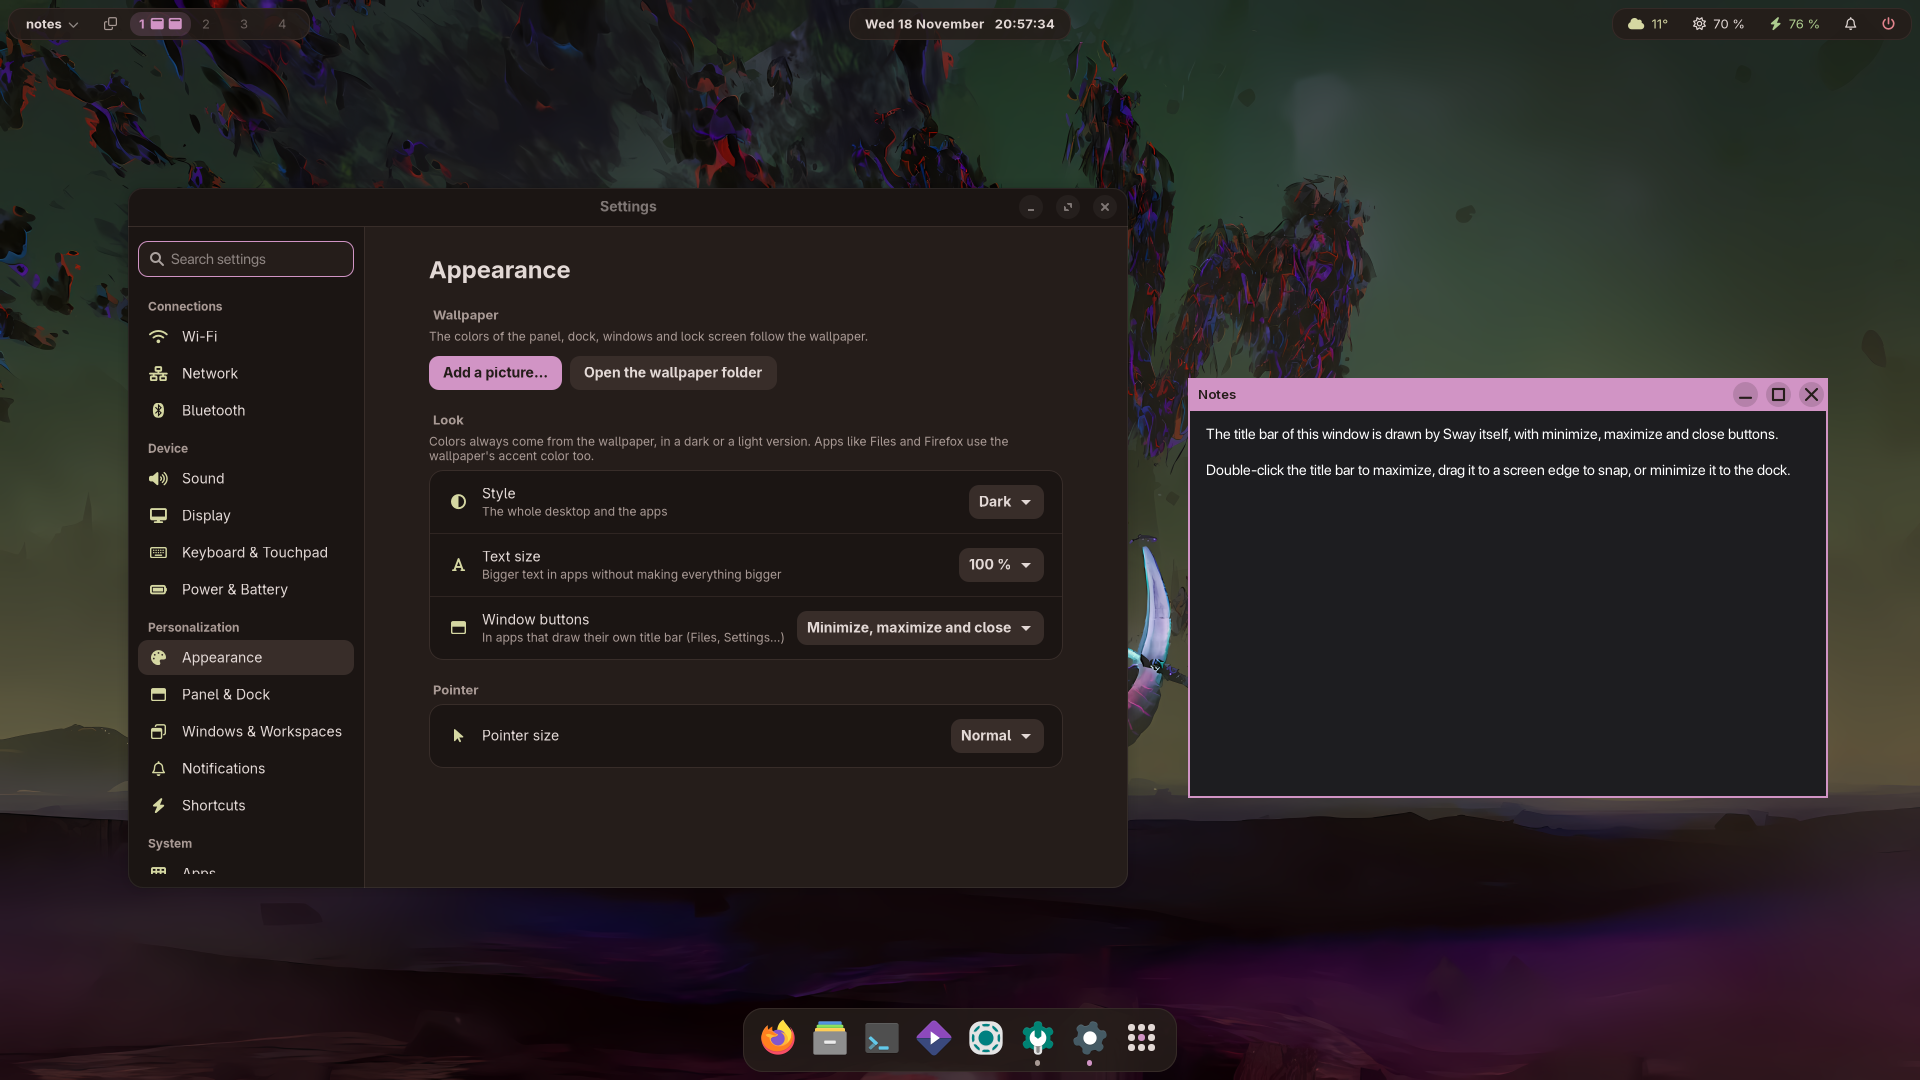 notes
1
2
3
4
Wed 18 November 20:57:34
11°
70 %
76 %
Settings
Search settings
Connections
Wi-Fi
Network
Bluetooth
Device
Sound
Display
Keyboard & Touchpad
Power & Battery
Personalization
Appearance
Panel & Dock
Windows & Workspaces
Notifications
Shortcuts
System
Apps
Appearance
Wallpaper
The colors of the panel, dock, windows and lock screen follow the wallpaper.
Add a picture...
Open the wallpaper folder
Look
Colors always come from the wallpaper, in a dark or a light version. Apps like Files and Firefox use the
wallpaper's accent color too.
Style
The whole desktop and the apps
Dark
Text size
Bigger text in apps without making everything bigger
100 %
Window buttons
In apps that draw their own title bar (Files, Settings...)
Minimize, maximize and close
Pointer
Pointer size
Normal
Notes
The title bar of this window is drawn by Sway itself, with minimize, maximize and close buttons.
Double-click the title bar to maximize, drag it to a screen edge to snap, or minimize it to the dock.